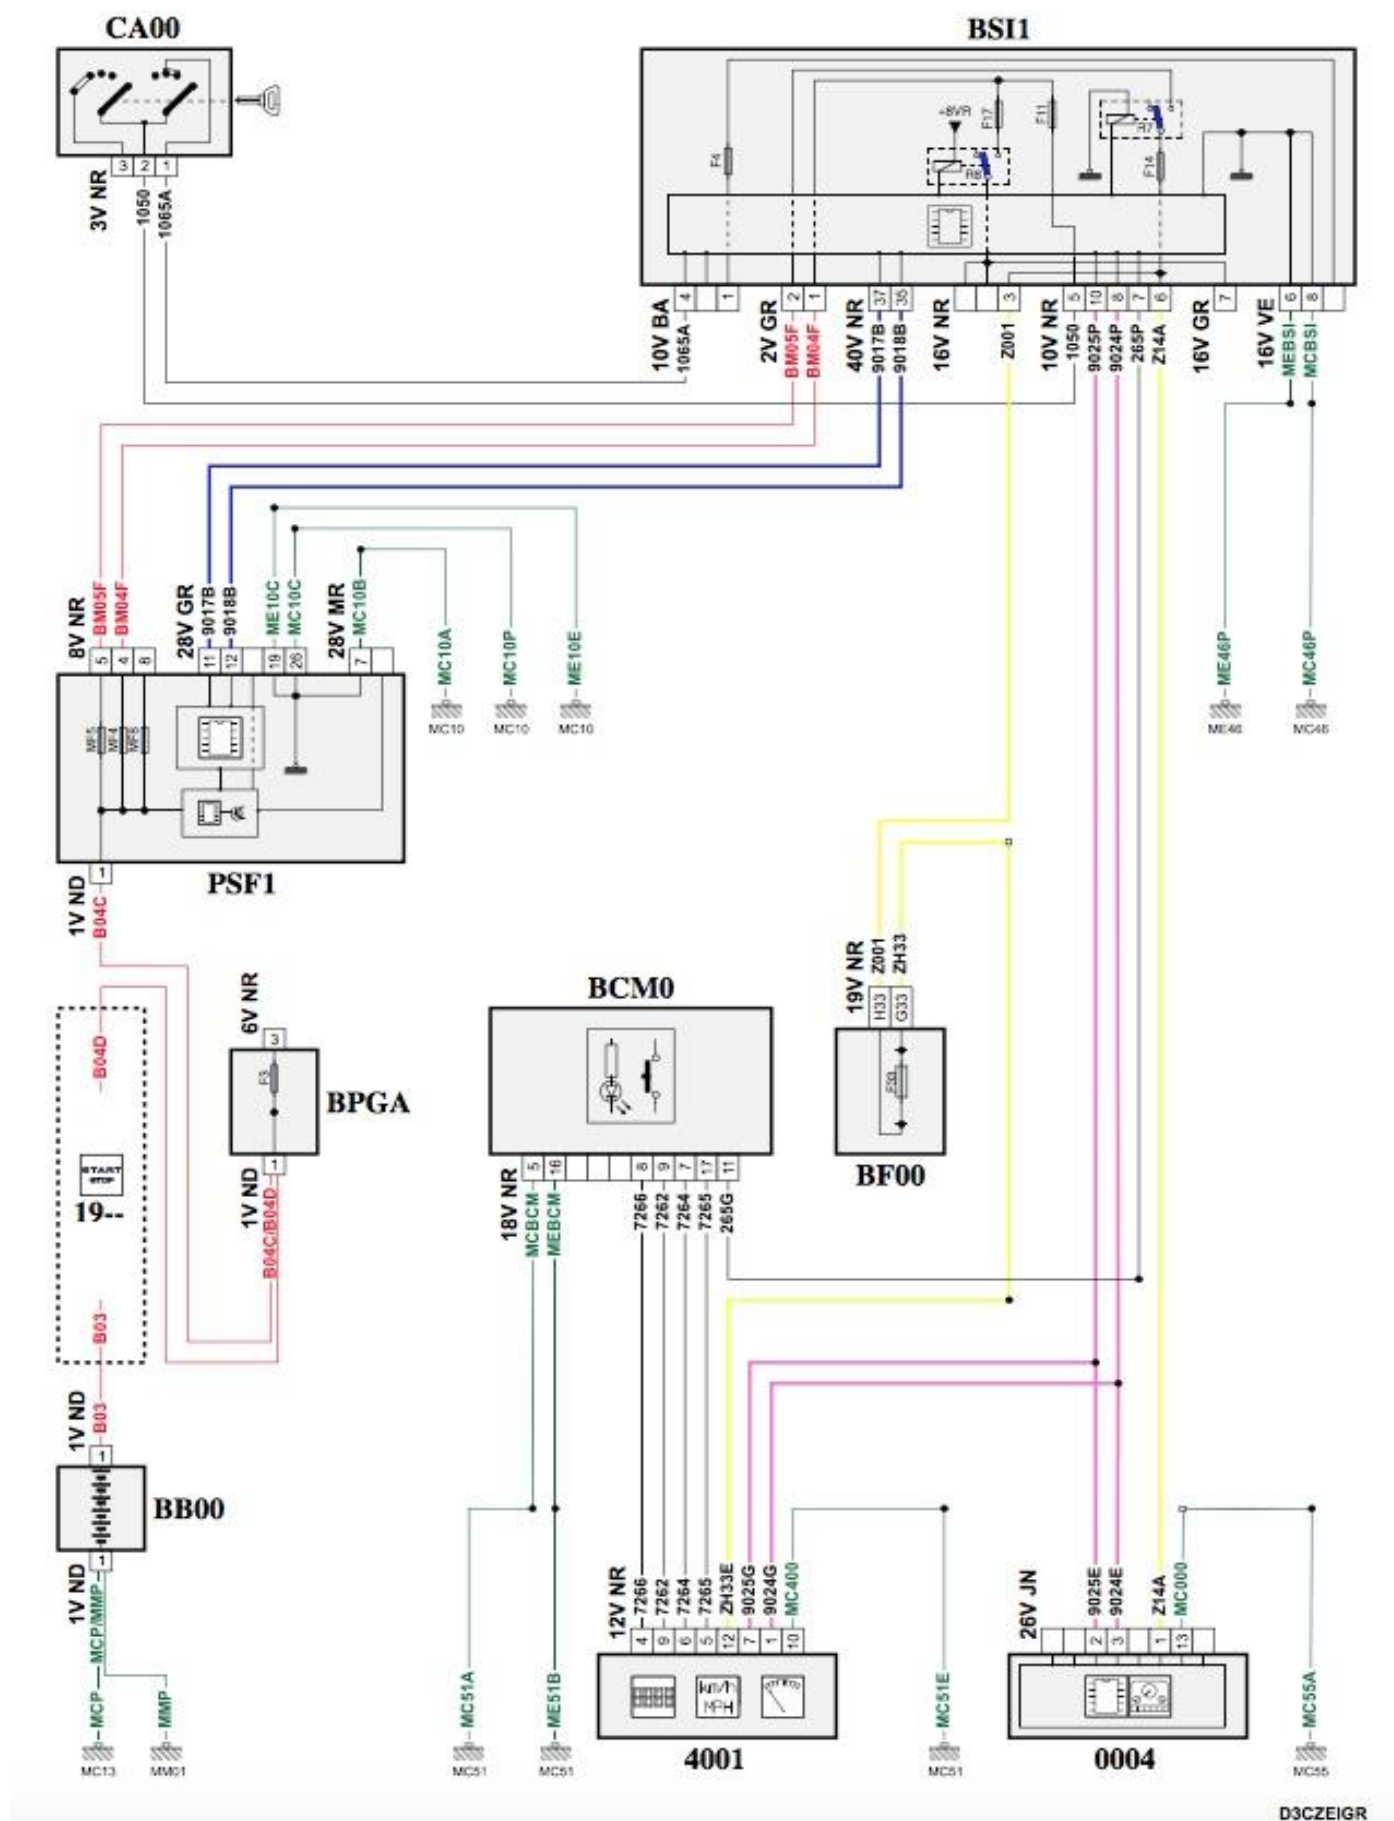 CA00
BSI1
+8VR
F17
F11
R7
F4
R8
F14
3 2 1
3V NR
1050
1065A
4 1 2 1 37 35 3 5 10 8 7 6 7 6 8
10V BA
1065A
2V GR
BM05F
BM04F
40V NR
9017B
9018B
16V NR
Z001
10V NR
1050
9025P
9024P
265P
Z14A
16V GR
16V VE
MEBSI
MCBSI
8V NR
BM05F
BM04F
28V GR
9017B
9018B
ME10C
MC10C
28V MR
MC10B
MC10A
MC10P
ME10E
ME46P
MC46P
5 4 8 11 12 19 26 7
MC10
MC10
MC10
ME46
MC46
MF5
MF4
MF6
1
PSF1
1V ND
B04C
6V NR
3
F3
BPGA
1
1V ND
B04C/B04D
B04D
START
STOP
19--
B03
1V ND
B03
1
BB00
1
1V ND
MCP/MMP
MCP
MMP
MC13
MM01
BCM0
5 16 8 9 7 17 11
18V NR
MCBCM
MEBCM
7266
7262
7264
7265
265G
19V NR
Z001
ZH33
H33 G33
F33
BF00
12V NR
7266
7262
7264
7265
ZH33E
9025G
9024G
MC400
4 9 6 5 12 7 1 10
km/h
MPH
4001
MC51A
ME51B
MC51E
MC51
MC51
MC51
26V JN
9025E
9024E
Z14A
MC000
2 3 1 13
0004
MC55A
MC55
D3CZEIGR